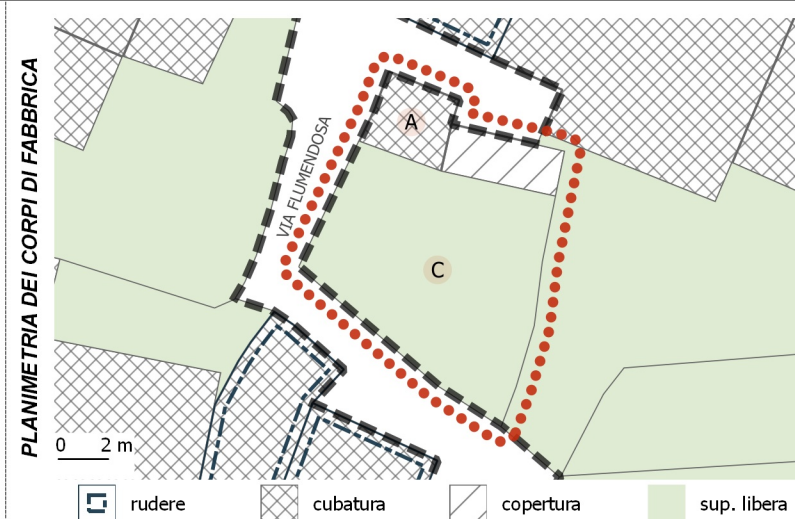 PLANIMETRIA DEI CORPI DI FABBRICA
A
VIA FLUMENDOSA
C
0 2 m
rudere cubatura copertura sup. libera